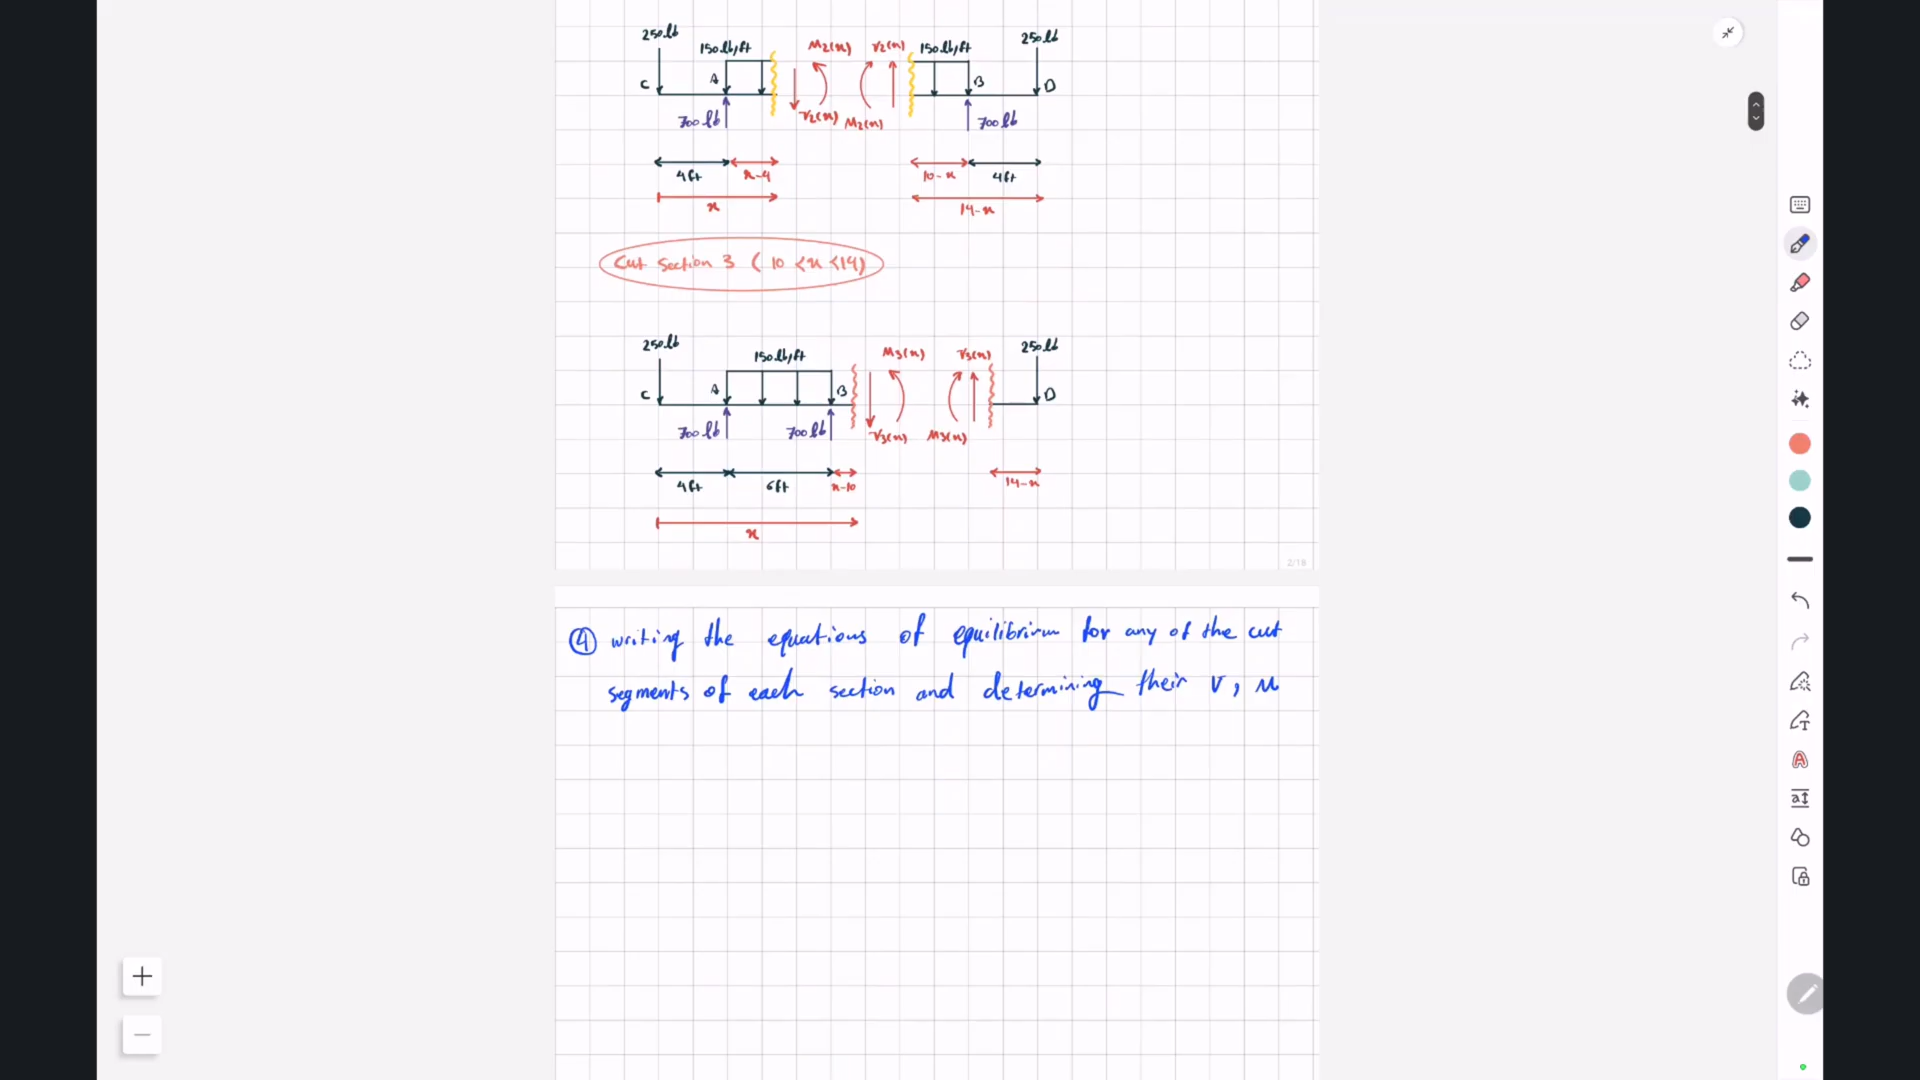 250 lb
150 lb/ft
M2(x)
V2(x)
150 lb/ft
250 lb
C
A
B
D
700 lb
V2(x)
M2(x)
700 lb
4ft
x-4
10-x
4ft
x
14-x
Cut Section 3 ( 10 < x < 14)
250 lb
150 lb/ft
M3(x)
V3(x)
250 lb
C
A
B
D
700 lb
700 lb
V3(x)
M3(x)
4ft
6ft
x-10
14-x
x
2/18
④ writing the equations of equilibrium for any of the cut
segments of each section and determining their V, M